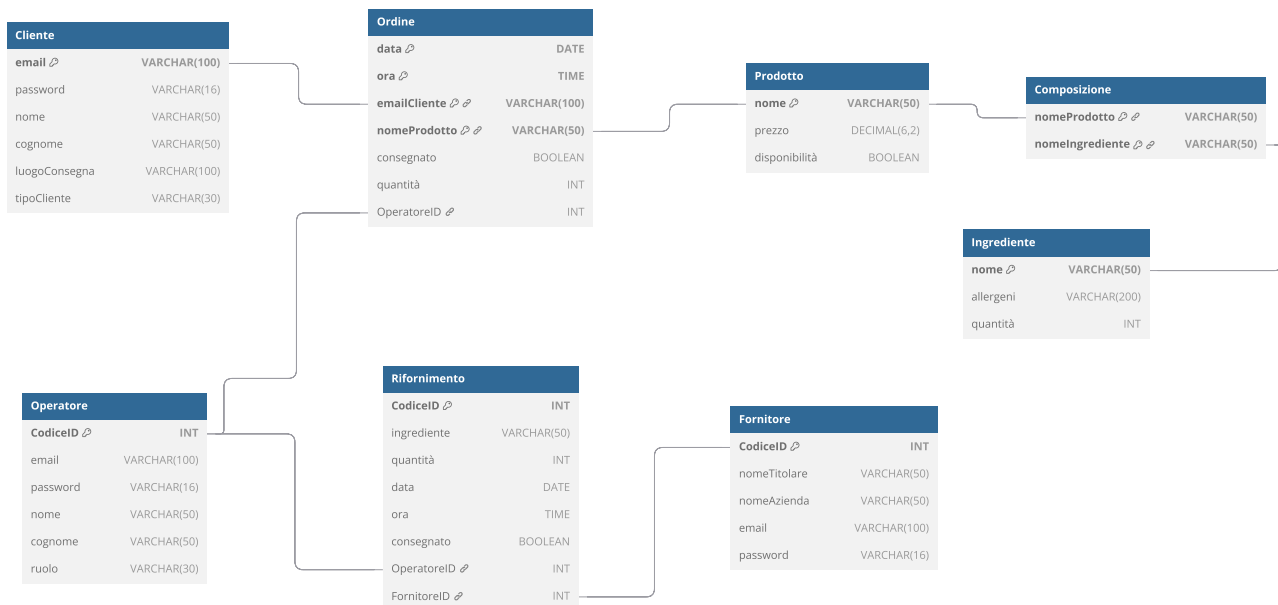 Cliente
email VARCHAR(100)
password VARCHAR(16)
nome VARCHAR(50)
cognome VARCHAR(50)
luogoConsegna VARCHAR(100)
tipoCliente VARCHAR(30)
Ordine
data DATE
ora TIME
emailCliente VARCHAR(100)
nomeProdotto VARCHAR(50)
consegnato BOOLEAN
quantità INT
OperatoreID INT
Prodotto
nome VARCHAR(50)
prezzo DECIMAL(6,2)
disponibilità BOOLEAN
Composizione
nomeProdotto VARCHAR(50)
nomeIngrediente VARCHAR(50)
Ingrediente
nome VARCHAR(50)
allergeni VARCHAR(200)
quantità INT
Operatore
CodiceID INT
email VARCHAR(100)
password VARCHAR(16)
nome VARCHAR(50)
cognome VARCHAR(50)
ruolo VARCHAR(30)
Rifornimento
CodiceID INT
ingrediente VARCHAR(50)
quantità INT
data DATE
ora TIME
consegnato BOOLEAN
OperatoreID INT
FornitoreID INT
Fornitore
CodiceID INT
nomeTitolare VARCHAR(50)
nomeAzienda VARCHAR(50)
email VARCHAR(100)
password VARCHAR(16)